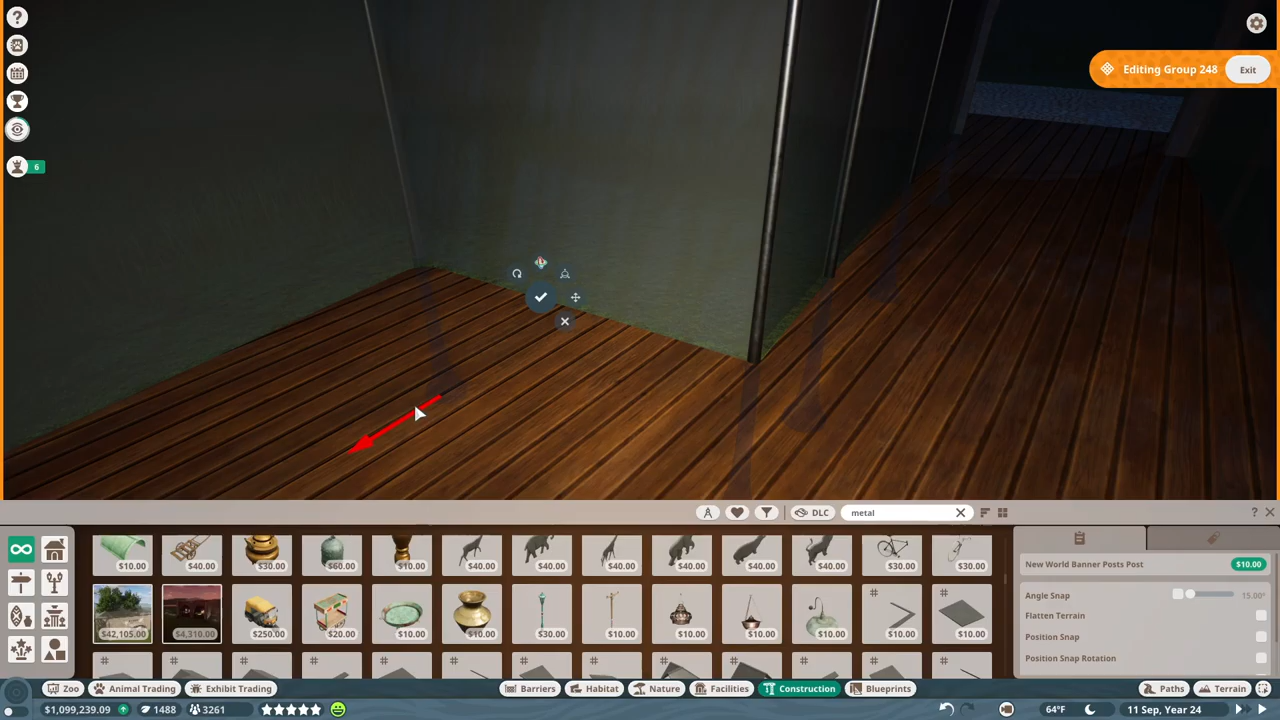 ?
6
Editing Group 248
Exit
DLC
metal
?
$10.00
$40.00
$30.00
$60.00
$10.00
$40.00
$40.00
$40.00
$40.00
$40.00
$40.00
$30.00
$30.00
$42,105.00
$4,310.00
$250.00
$20.00
$10.00
$10.00
$30.00
$10.00
$10.00
$10.00
$10.00
$10.00
$10.00
New World Banner Posts Post
$10.00
Angle Snap
15.00°
Flatten Terrain
Position Snap
Position Snap Rotation
Zoo
Animal Trading
Exhibit Trading
Barriers
Habitat
Nature
Facilities
Construction
Blueprints
Paths
Terrain
$1,099,239.09
1488
3261
64°F
11 Sep, Year 24